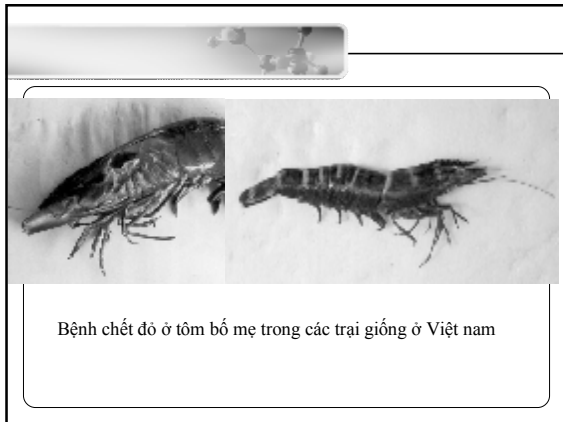 Bệnh chết đỏ ở tôm bố mẹ trong các trại giống ở Việt nam